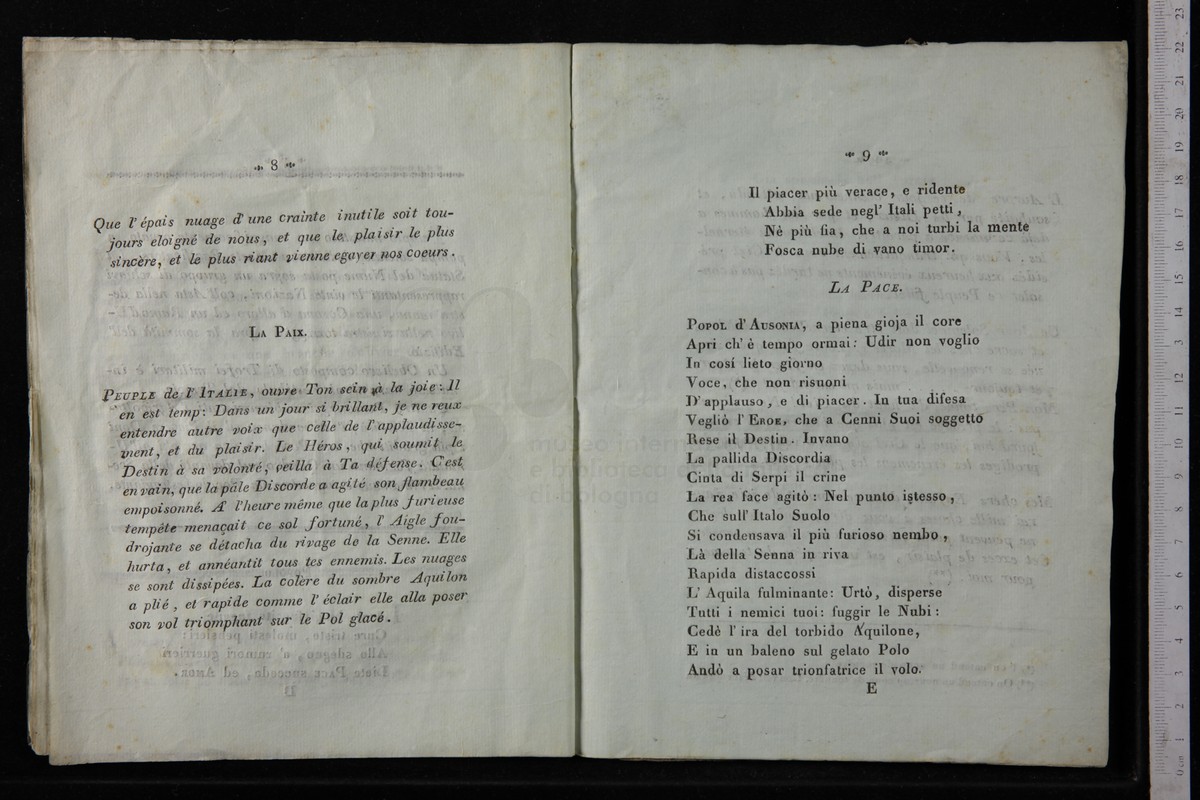 8
Que l'épais nuage d'une crainte inutile soit tou-
jours eloigné de nous, et que le plaisir le plus
sincère, et le plus riant vienne egayer nos coeurs.
La Paix.
Peuple de l'Italie, ouvre Ton sein à la joie: Il
en est temp: Dans un jour si brillant, je ne reux
entendre autre voix que celle de l'applaudisse-
ment, et du plaisir. Le Héros, qui soumit le
Destin à sa volonté, veilla à Ta défense. C'est
en vain, que la pâle Discorde a agité son flambeau
empoisonné. A l'heure même que la plus furieuse
tempête menaçait ce sol fortuné, l'Aigle fou-
drojante se détacha du rivage de la Senne. Elle
hurta, et annéantit tous tes ennemis. Les nuages
se sont dissipées. La colère du sombre Aquilon
a plié, et rapide comme l'éclair elle alla poser
son vol triomphant sur le Pol glacé.
9
Il piacer più verace, e ridente
Abbia sede negl' Itali petti,
Nè più fia, che a noi turbi la mente
Fosca nube di vano timor.
La Pace.
Popol d'Ausonia, a piena gioja il core
Apri ch'è tempo ormai: Udir non voglio
In cosí lieto giorno
Voce, che non risuoni
D'applauso, e di piacer. In tua difesa
Vegliò l'Eroe, che a Cenni Suoi soggetto
Rese il Destin. Invano
La pallida Discordia
Cinta di Serpi il crine
La rea face agitò: Nel punto istesso,
Che sull'Italo Suolo
Si condensava il più furioso nembo,
Là della Senna in riva
Rapida distaccossi
L'Aquila fulminante: Urtò, disperse
Tutti i nemici tuoi: fuggir le Nubi:
Cedè l'ira del torbido Aquilone,
E in un baleno sul gelato Polo
Andò a posar trionfatrice il volo.
E
museo inter
e biblioteca d
di bologna